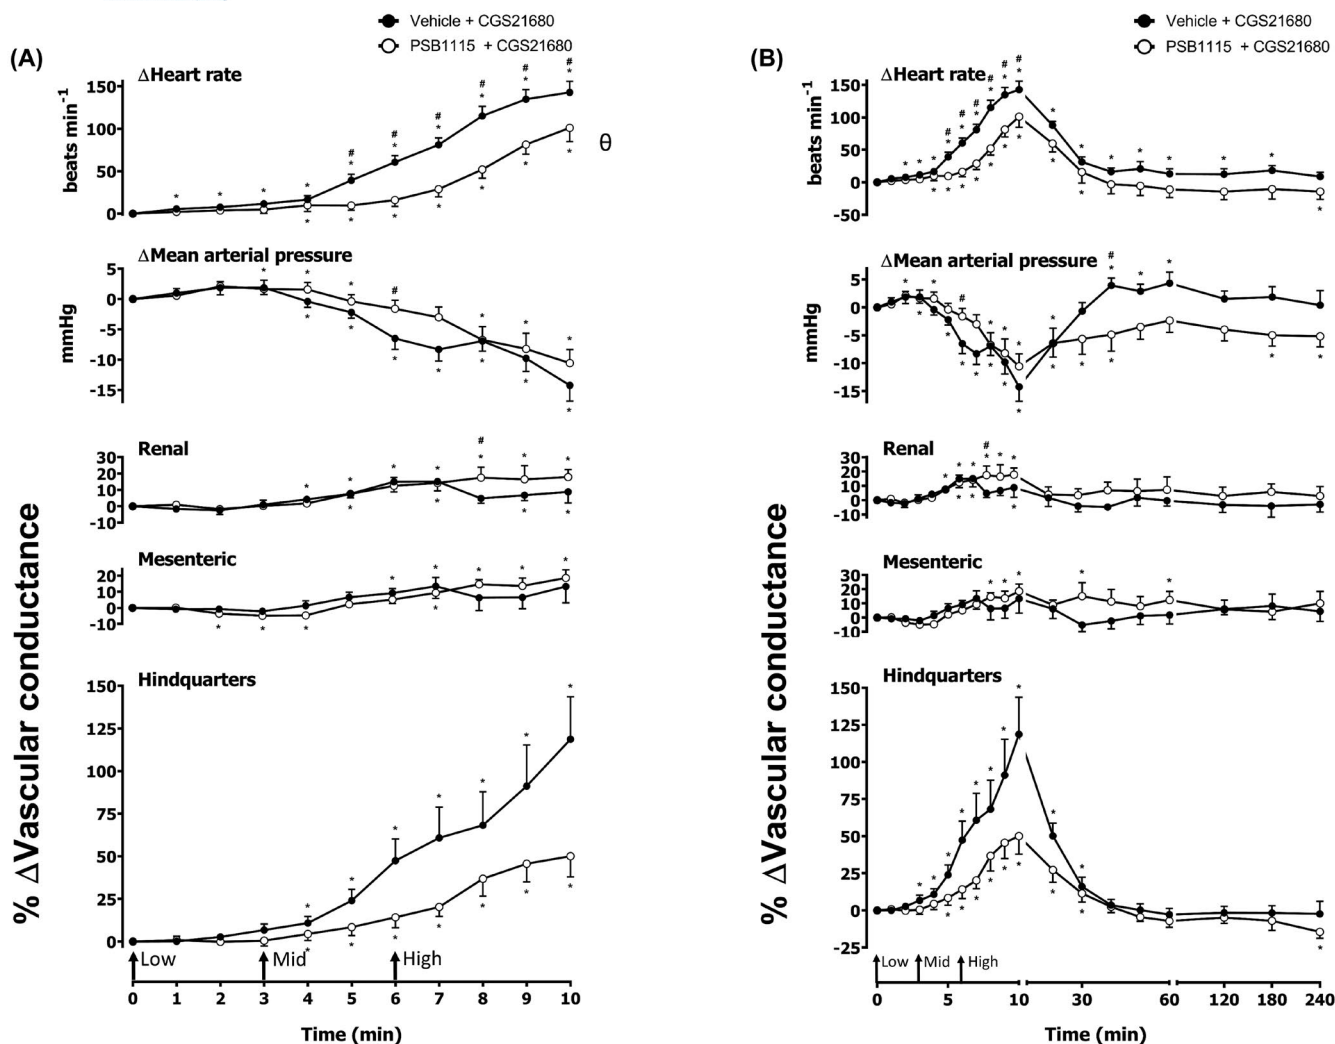 Vehicle + CGS21680
PSB1115 + CGS21680
(A)
ΔHeart rate
beats min⁻¹
150
100
50
0
θ
ΔMean arterial pressure
mmHg
5
0
-5
-10
-15
% ΔVascular conductance
Renal
30
20
10
0
-10
Mesenteric
20
10
0
-10
Hindquarters
150
125
100
75
50
25
0
Low Mid High
0 1 2 3 4 5 6 7 8 9 10
Time (min)
Vehicle + CGS21680
PSB1115 + CGS21680
(B)
ΔHeart rate
beats min⁻¹
150
100
50
0
-50
ΔMean arterial pressure
mmHg
5
0
-5
-10
-15
% ΔVascular conductance
Renal
30
20
10
0
-10
Mesenteric
30
20
10
0
-10
Hindquarters
150
125
100
75
50
25
0
-25
Low Mid High
0 5 10 30 60 120 180 240
Time (min)